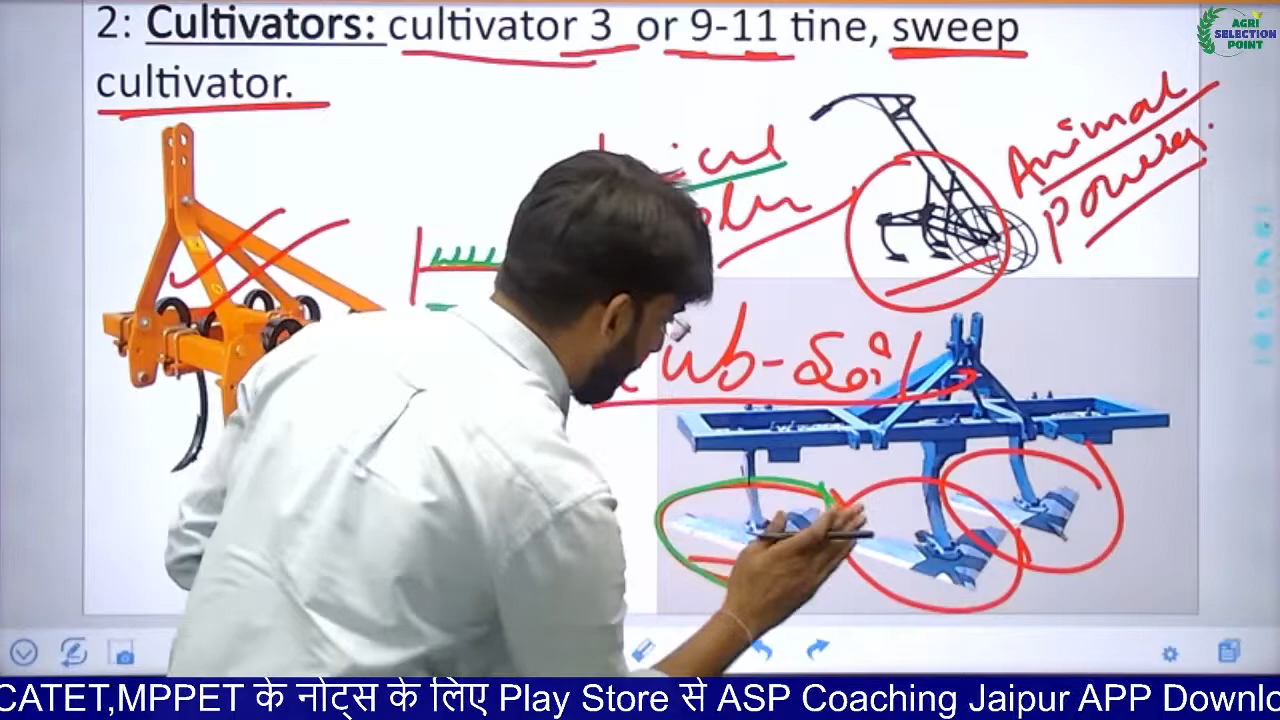 2: Cultivators: cultivator 3 or 9-11 tine, sweep
cultivator.
AGRI
SELECTION
POINT
Animal
Power
Sub-Soil
CATET,MPPET के नोट्स के लिए Play Store से ASP Coaching Jaipur APP Downlo